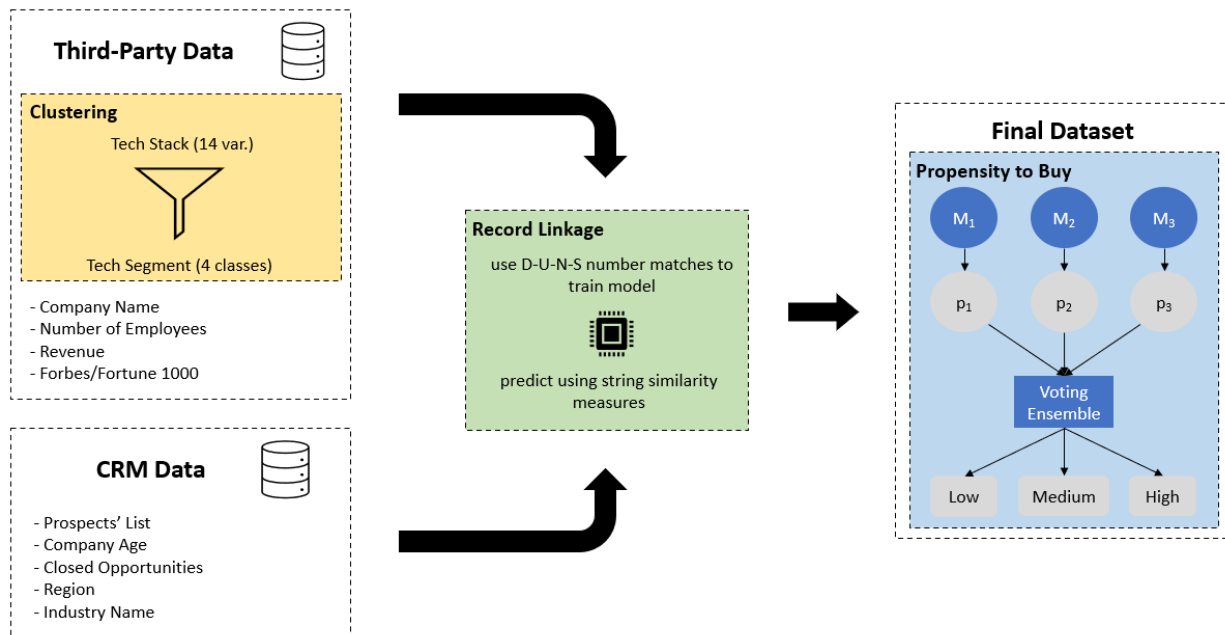 Third-Party Data
Clustering
Tech Stack (14 var.)
Tech Segment (4 classes)
- Company Name
- Number of Employees
- Revenue
- Forbes/Fortune 1000
CRM Data
- Prospects' List
- Company Age
- Closed Opportunities
- Region
- Industry Name
Record Linkage
use D-U-N-S number matches to
train model
predict using string similarity
measures
Final Dataset
Propensity to Buy
M₁ M₂ M₃
p₁ p₂ p₃
Voting
Ensemble
Low Medium High